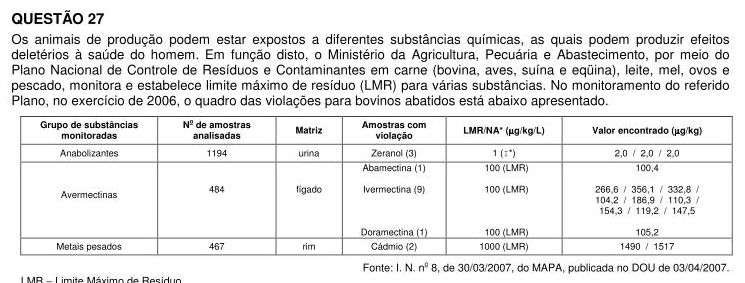 QUESTÃO 27
Os animais de produção podem estar expostos a diferentes substâncias químicas, as quais podem produzir efeitos
deletérios à saúde do homem. Em função disto, o Ministério da Agricultura, Pecuária e Abastecimento, por meio do
Plano Nacional de Controle de Resíduos e Contaminantes em carne (bovina, aves, suína e eqüina), leite, mel, ovos e
pescado, monitora e estabelece limite máximo de resíduo (LMR) para várias substâncias. No monitoramento do referido
Plano, no exercício de 2006, o quadro das violações para bovinos abatidos está abaixo apresentado.
Grupo de substâncias monitoradas Nº de amostras analisadas Matriz Amostras com violação LMR/NA* (µg/kg/L) Valor encontrado (µg/kg)
Anabolizantes 1194 urina Zeranol (3) 1 (*) 2,0 / 2,0 / 2,0
Abamectina (1) 100 (LMR) 100,4
Avermectinas 484 fígado Ivermectina (9) 100 (LMR) 266,6 / 356,1 / 332,8 /
104,2 / 186,9 / 110,3 /
154,3 / 119,2 / 147,5
Doramectina (1) 100 (LMR) 105,2
Metais pesados 467 rim Cádmio (2) 1000 (LMR) 1490 / 1517
Fonte: I. N. nº 8, de 30/03/2007, do MAPA, publicada no DOU de 03/04/2007.
LMR – Limite Máximo de Resíduo